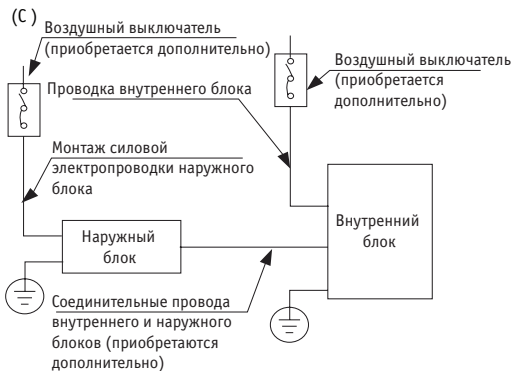 (C)
Воздушный выключатель
(приобретается дополнительно)
Воздушный выключатель
(приобретается
дополнительно)
Проводка внутреннего блока
Монтаж силовой
электропроводки наружного
блока
Наружный
блок
Внутренний
блок
Соединительные провода
внутреннего и наружного
блоков (приобретаются
дополнительно)